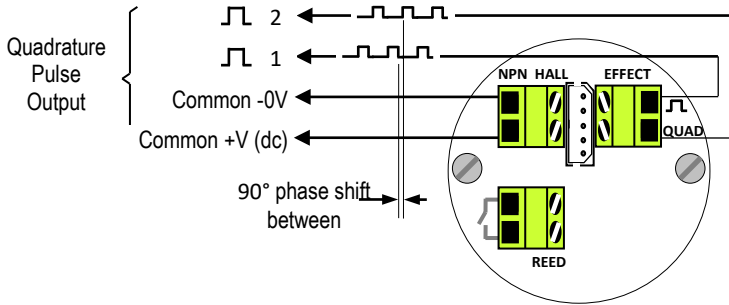 2
Quadrature
Pulse
Output
1
NPN HALL EFFECT
Common -0V
Common +V (dc)
QUAD
90° phase shift
between
REED